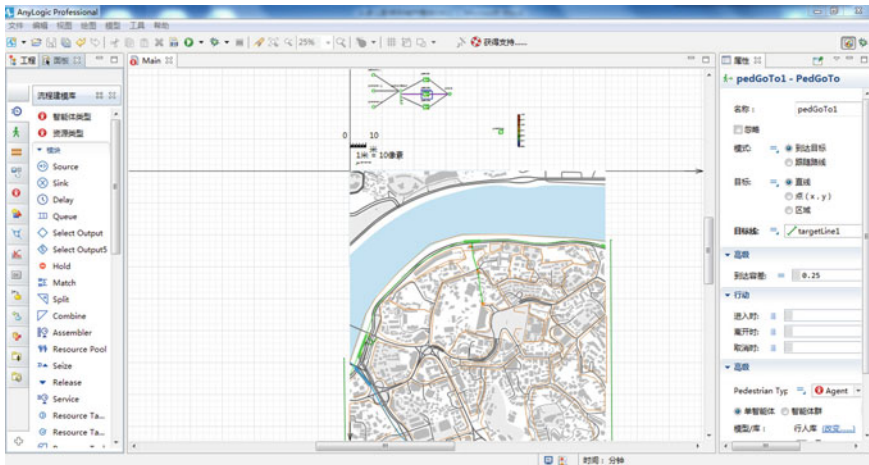 AnyLogic Professional
文件 编辑 视图 绘图 模型 工具 帮助
25% 获得支持......
工程 面板
Main
属性
流程建模库
智能体类型
资源类型
模块
Source
Sink
Delay
Queue
Select Output
Select Output5
Hold
Match
Split
Combine
Assembler
Resource Pool
Seize
Release
Service
Resource Ta...
Resource Ta...
0 10
米
1米 = 10像素
pedGoTo1 - PedGoTo
名称： pedGoTo1
忽略
模式： 到达目标
跟随路线
目标： 直线
点(x,y)
区域
目标线： targetLine1
高级
到达容差： 0.25
行动
进入时：
离开时：
取消时：
高级
Pedestrian Typ Agent
单智能体 智能体群
模型/库： 行人库 (改变......)
时间：分钟